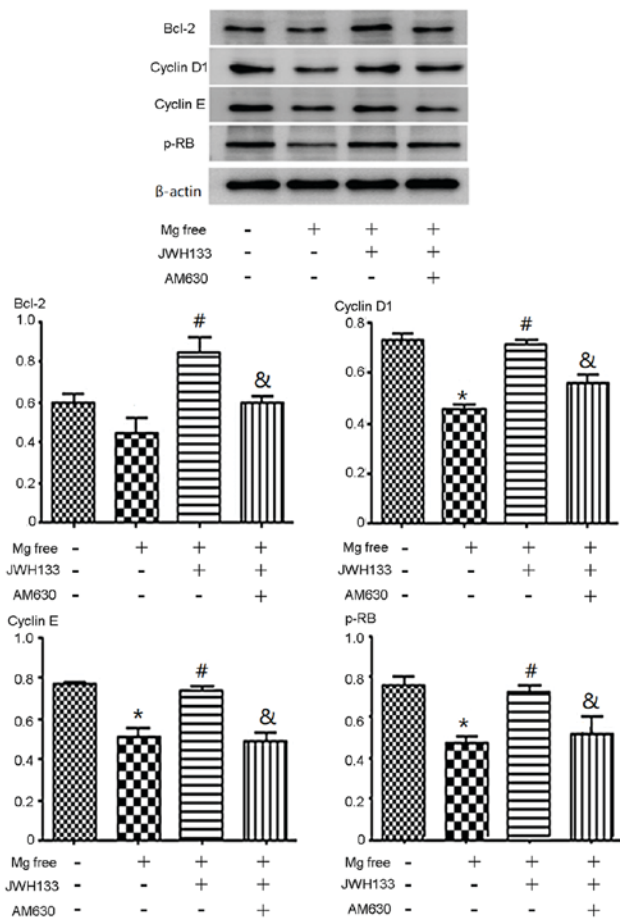 Bcl-2
Cyclin D1
Cyclin E
p-RB
ß-actin
Mg free - + + +
JWH133 - - + +
AM630 - - - +
Bcl-2
1.0
0.8
0.6
0.4
0.2
0
#
&
Mg free - + + +
JWH133 - - + +
AM630 - - - +
Cyclin D1
0.8
0.6
0.4
0.2
0
*
#
&
Mg free - + + +
JWH133 - - + +
AM630 - - - +
Cyclin E
1.0
0.8
0.6
0.4
0.2
0
*
#
&
Mg free - + + +
JWH133 - - + +
AM630 - - - +
p-RB
1.0
0.8
0.6
0.4
0.2
0
*
#
&
Mg free - + + +
JWH133 - - + +
AM630 - - - +